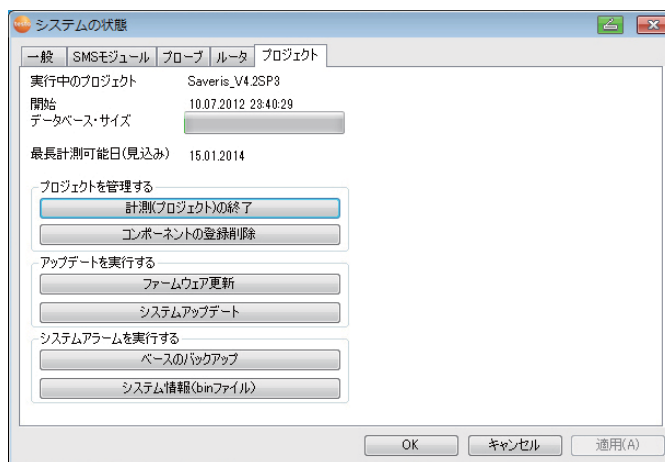 システムの状態
一般 SMSモジュール プローブ ルータ プロジェクト
実行中のプロジェクト Saveris_V4.2SP3
開始 10.07.2012 23:40:29
データベース・サイズ
最長計測可能日(見込み) 15.01.2014
プロジェクトを管理する
計測(プロジェクト)の終了
コンポーネントの登録削除
アップデートを実行する
ファームウェア更新
システムアップデート
システムアラームを実行する
ベースのバックアップ
システム情報(binファイル)
OK キャンセル 適用(A)